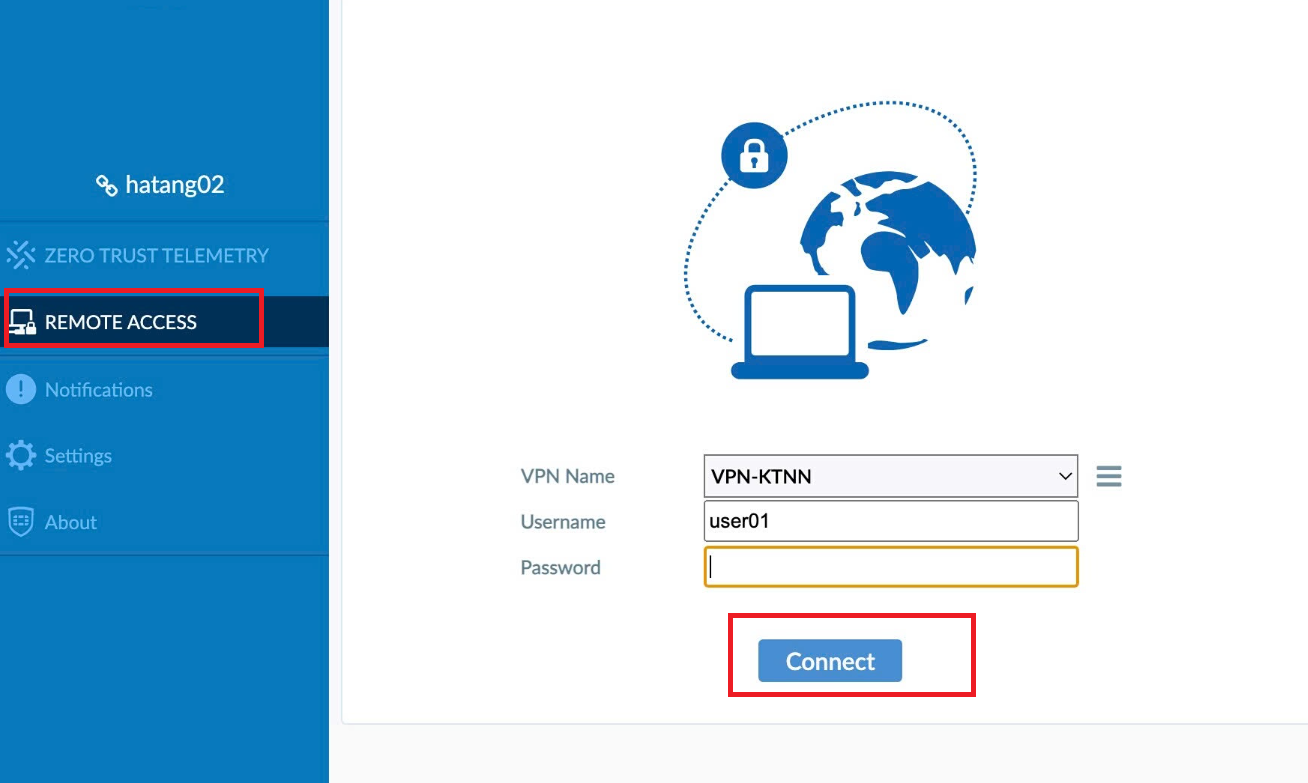 hatang02
ZERO TRUST TELEMETRY
REMOTE ACCESS
Notifications
Settings
About
VPN Name
VPN-KTNN
Username
user01
Password
Connect